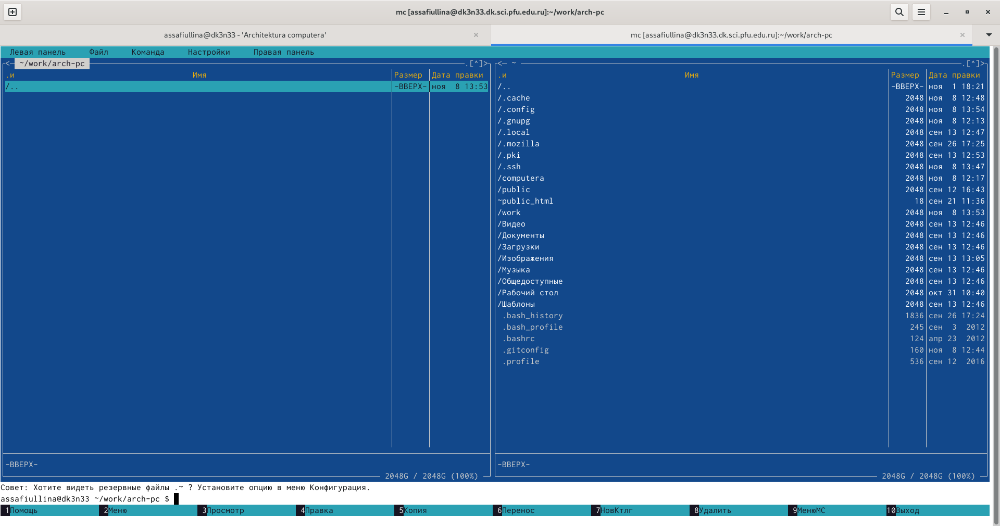 mc [assafiullina@dk3n33.dk.sci.pfu.edu.ru]:~/work/arch-pc
assafiullina@dk3n33 - 'Architektura computera'
mc [assafiullina@dk3n33.dk.sci.pfu.edu.ru]:~/work/arch-pc
Левая панель Файл Команда Настройки Правая панель
<- ~/work/arch-pc .[^]>
.и Имя Размер Дата правки
/.. -ВВЕРХ- ноя 8 13:53
-ВВЕРХ-
2048G / 2048G (100%)
<- ~ .[^]>
.и Имя Размер Дата правки
/.. -ВВЕРХ- ноя 1 18:21
/.cache 2048 ноя 8 12:48
/.config 2048 ноя 8 13:54
/.gnupg 2048 ноя 8 12:13
/.local 2048 сен 13 12:47
/.mozilla 2048 сен 26 17:25
/.pki 2048 сен 13 12:53
/.ssh 2048 ноя 8 13:47
/computera 2048 ноя 8 12:17
/public 2048 сен 12 16:43
~public_html 18 сен 21 11:36
/work 2048 ноя 8 13:53
/Видео 2048 сен 13 12:46
/Документы 2048 сен 13 12:46
/Загрузки 2048 сен 13 12:46
/Изображения 2048 сен 13 13:05
/Музыка 2048 сен 13 12:46
/Общедоступные 2048 сен 13 12:46
/Рабочий стол 2048 окт 31 10:40
/Шаблоны 2048 сен 13 12:46
.bash_history 1836 сен 26 17:24
.bash_profile 245 сен 3 2012
.bashrc 124 апр 23 2012
.gitconfig 160 ноя 8 12:44
.profile 536 сен 12 2016
-ВВЕРХ-
2048G / 2048G (100%)
Совет: Хотите видеть резервные файлы .~ ? Установите опцию в меню Конфигурация.
assafiullina@dk3n33 ~/work/arch-pc $
1Помощь 2Меню 3Просмотр 4Правка 5Копия 6Перенос 7НовКтлг 8Удалить 9МенюMC 10Выход